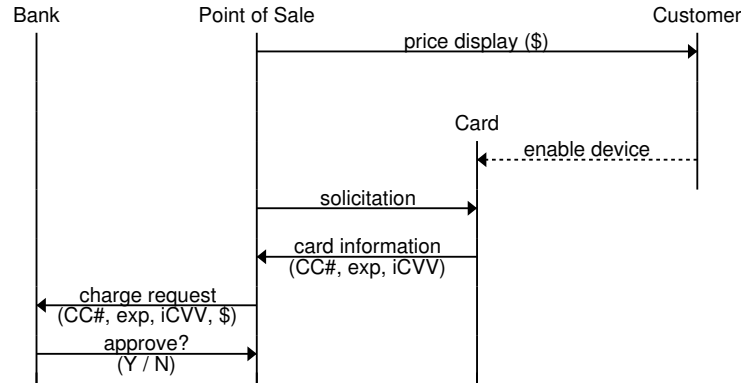 Bank Point of Sale Customer
price display ($)
Card
enable device
solicitation
card information
(CC#, exp, iCVV)
charge request
(CC#, exp, iCVV, $)
approve?
(Y / N)